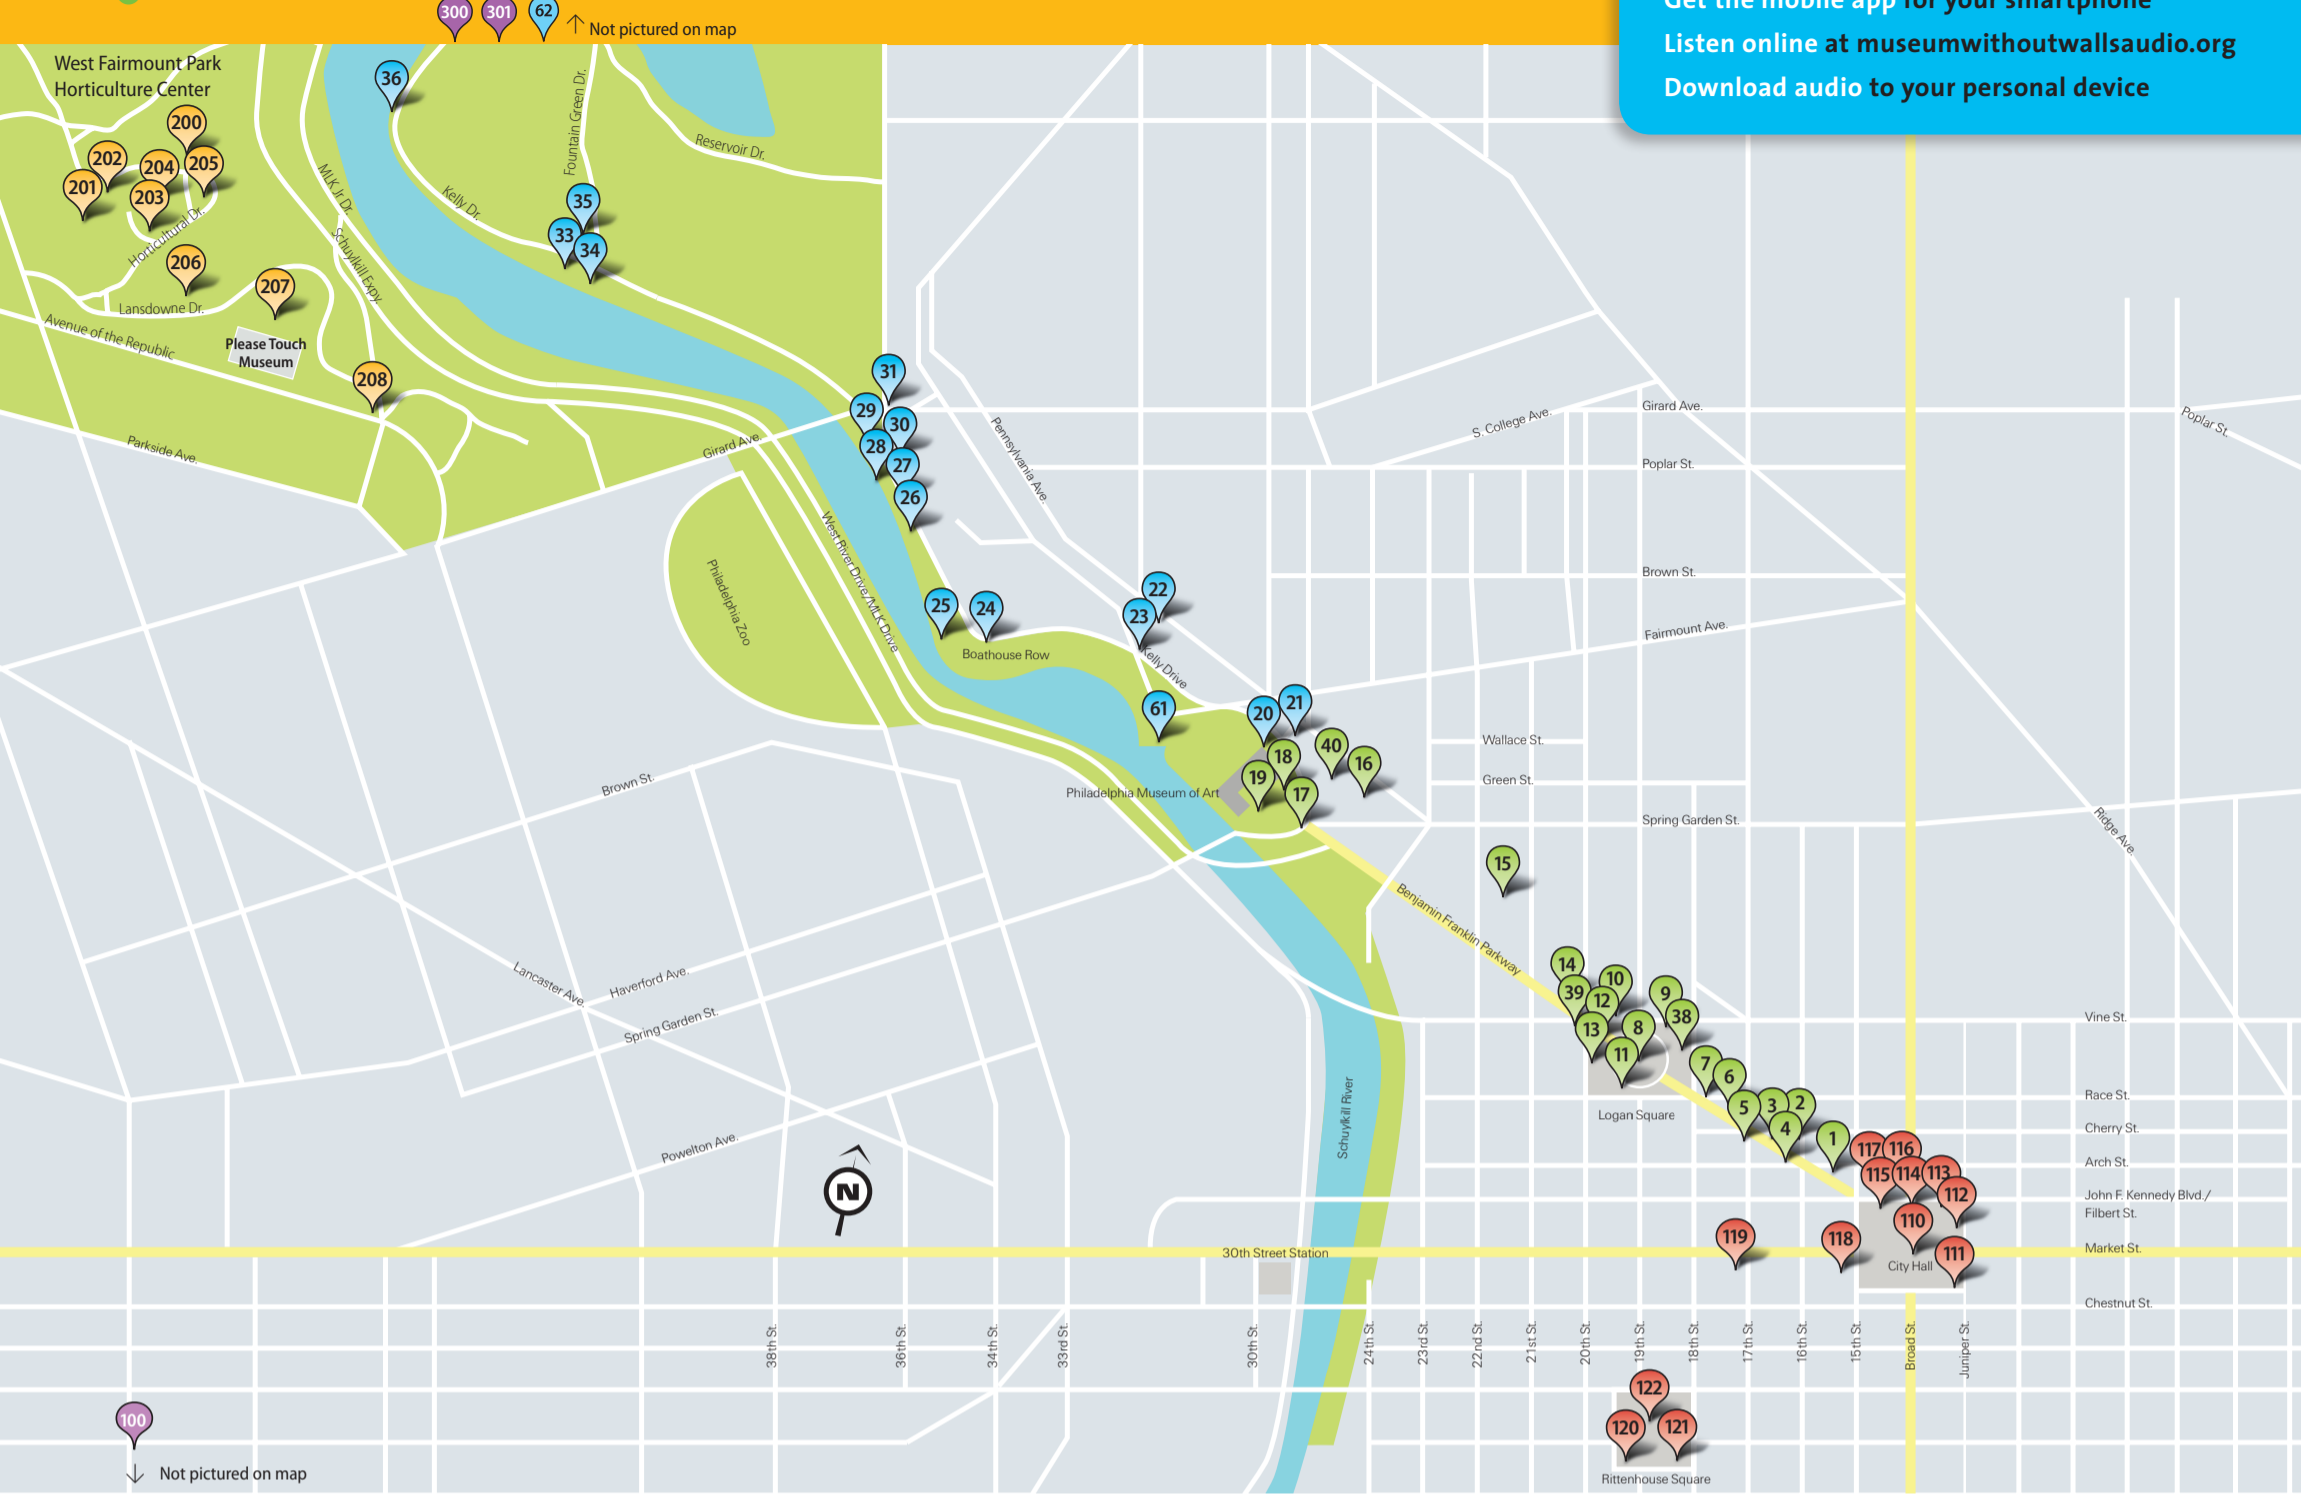 300
301
62
Not pictured on map
Get the mobile app for your smartphone
Listen online at museumwithoutwallsaudio.org
Download audio to your personal device
West Fairmount Park
Horticulture Center
36
200
202
204
205
201
203
Horticultural Dr.
206
207
Lansdowne Dr.
Avenue of the Republic
Please Touch
Museum
208
Parkside Ave.
MLK Jr Dr.
Schuylkill Expy.
Kelly Dr.
Fountain Green Dr.
Reservoir Dr.
35
33
34
31
29
30
28
27
26
Girard Ave.
Pennsylvania Ave.
S. College Ave.
Girard Ave.
Poplar St.
Poplar St.
Philadelphia Zoo
West River Drive/MLK Drive
25
24
Boathouse Row
22
23
Kelly Drive
Brown St.
Fairmount Ave.
61
20
21
18
40
16
19
17
Philadelphia Museum of Art
Wallace St.
Green St.
Spring Garden St.
Ridge Ave.
15
Benjamin Franklin Parkway
Brown St.
Lancaster Ave.
Haverford Ave.
Spring Garden St.
Powelton Ave.
N
Schuylkill River
14
10
39
12
9
38
13
8
11
Logan Square
7
6
5
3
2
4
1
Vine St.
Race St.
Cherry St.
Arch St.
John F. Kennedy Blvd./
Filbert St.
Market St.
Chestnut St.
117
116
115
114
113
112
110
111
119
118
City Hall
30th Street Station
38th St.
36th St.
34th St.
33rd St.
30th St.
24th St.
23rd St.
22nd St.
21st St.
20th St.
19th St.
18th St.
17th St.
16th St.
15th St.
Broad St.
Juniper St.
122
120
121
Rittenhouse Square
100
Not pictured on map